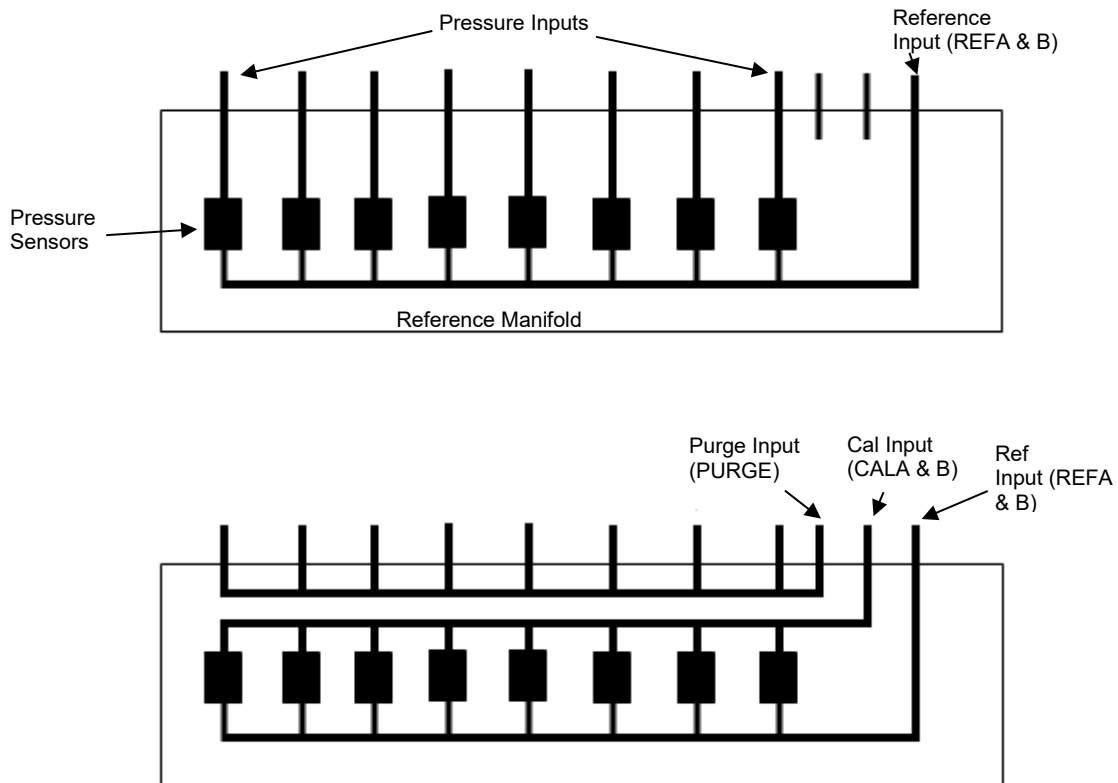 Pressure Inputs
Reference
Input (REFA & B)
Pressure
Sensors
Reference Manifold
Purge Input
(PURGE)
Cal Input
(CALA & B)
Ref
Input (REFA
& B)